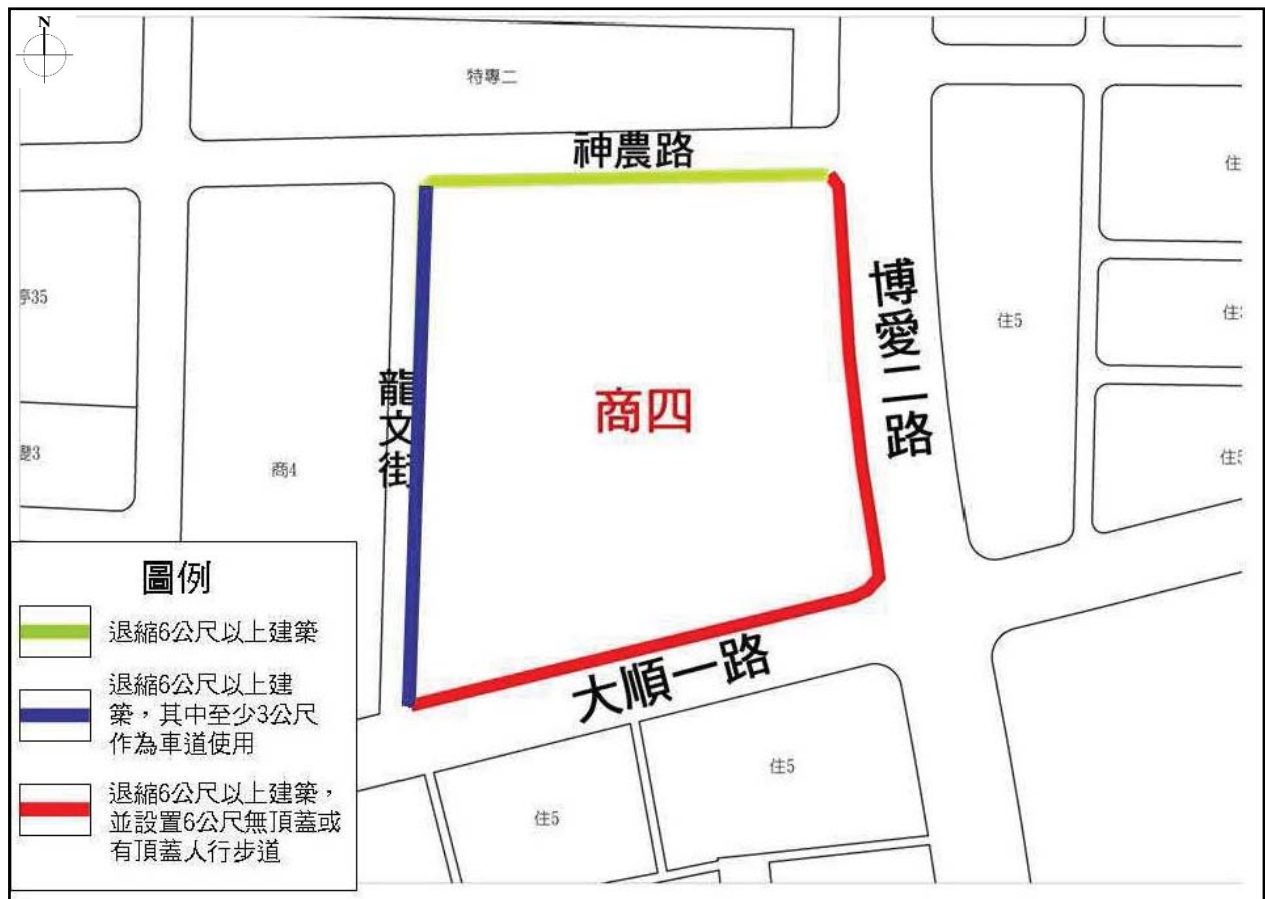 N
特專二
神農路
住
博愛二路
住5
住
商四
龍文街
商4
住5
大順一路
住5
住5
圖例
退縮6公尺以上建築
退縮6公尺以上建
築，其中至少3公尺
作為車道使用
退縮6公尺以上建築，
並設置6公尺無頂蓋或
有頂蓋人行步道